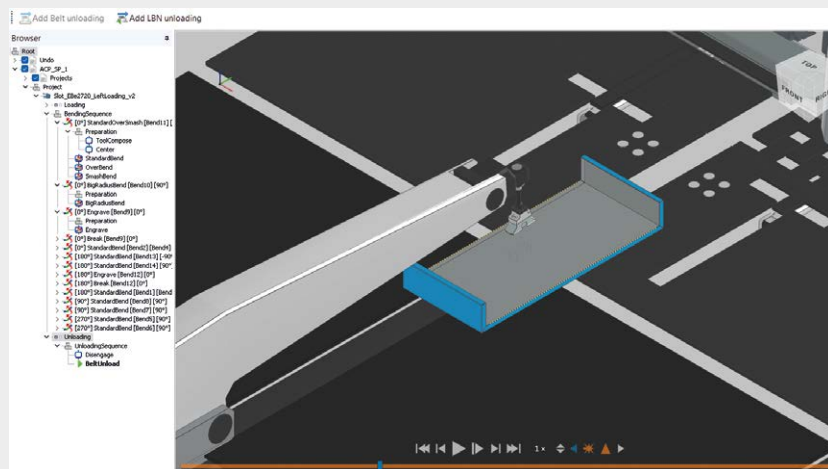 Add Belt unloading
Add LBN unloading
Browser
Root
Undo
ACP_SP_1
Projects
Project
Slot_EBe2720_LeftLoading_v2
Loading
BendingSequence
[0°] StandardOverSmash [Bend11] [
Preparation
ToolCompose
Center
StandardBend
OverBend
SmashBend
[0°] BigRadiusBend [Bend10] [90°]
Preparation
BigRadiusBend
[0°] Engrave [Bend9] [0°]
Preparation
Engrave
[0°] Break [Bend9] [0°]
[0°] StandardBend [Bend2] [Bend4]
[180°] StandardBend [Bend13] [-90°
[180°] StandardBend [Bend14] [90°,
[180°] Engrave [Bend12] [0°]
[180°] Break [Bend12] [0°]
[180°] StandardBend [Bend1] [Bend
[90°] StandardBend [Bend8] [90°]
[90°] StandardBend [Bend7] [90°]
[270°] StandardBend [Bend5] [90°]
[270°] StandardBend [Bend6] [90°]
Unloading
UnloadingSequence
Disengage
BeltUnload
TOP
FRONT
RIGH
1×